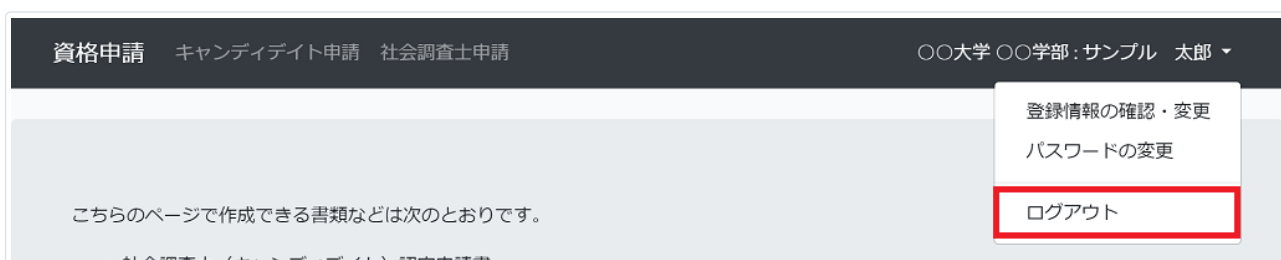 資格申請 キャンディデイト申請 社会調査士申請 〇〇大学 〇〇学部 : サンプル 太郎
登録情報の確認・変更
パスワードの変更
ログアウト
こちらのページで作成できる書類などは次のとおりです。